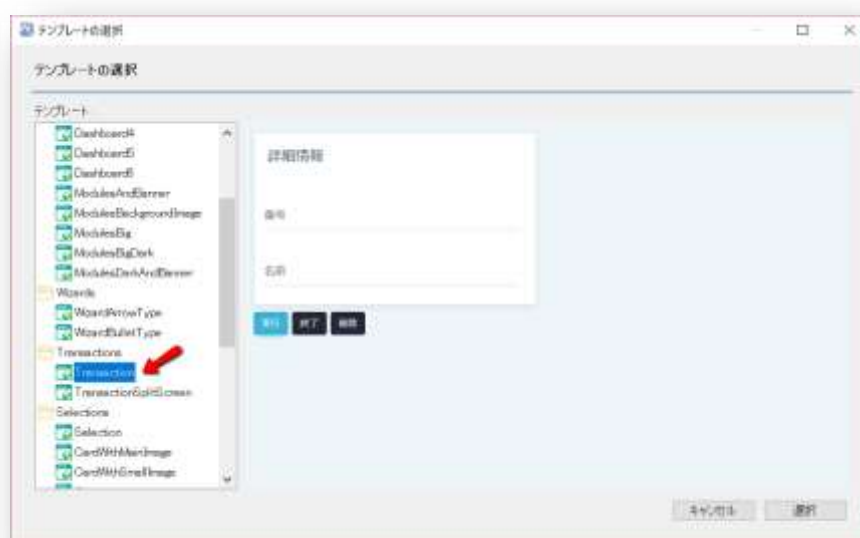 テンプレートの選択
テンプレートの選択
テンプレート
Dashboard4
Dashboard5
Dashboard6
ModulesAndBanner
ModulesBackgroundImage
ModulesBig
ModulesBigDark
ModulesDarkAndBanner
Wizards
WizardArrowType
WizardBulletType
Transactions
Transaction
TransactionSplitScreen
Selections
Selection
CardWithMainImage
CardWithSmallImage
詳細情報
番号
名前
実行 終了 削除
キャンセル 選択